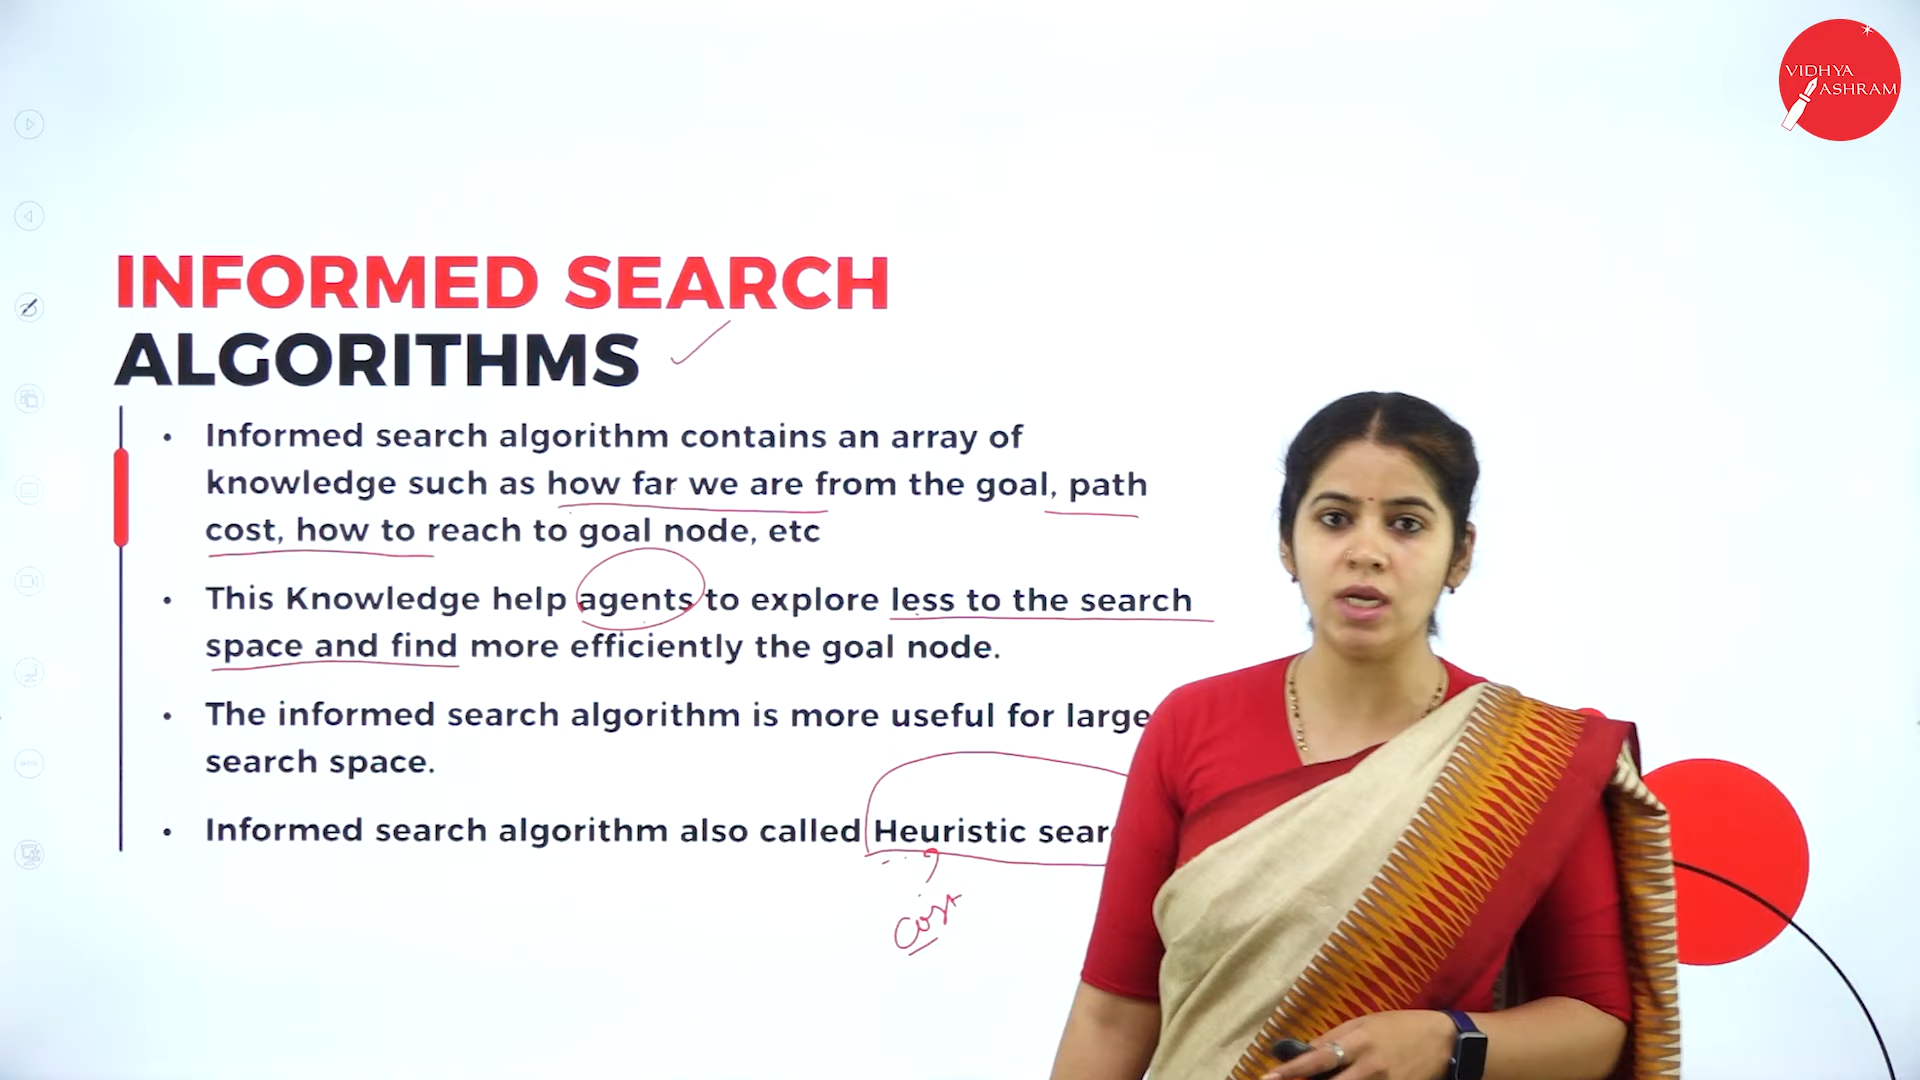 VIDHYA
ASHRAM
INFORMED SEARCH
ALGORITHMS
• Informed search algorithm contains an array of
knowledge such as how far we are from the goal, path
cost, how to reach to goal node, etc
• This Knowledge help agents to explore less to the search
space and find more efficiently the goal node.
• The informed search algorithm is more useful for large
search space.
• Informed search algorithm also called Heuristic sear
Cost